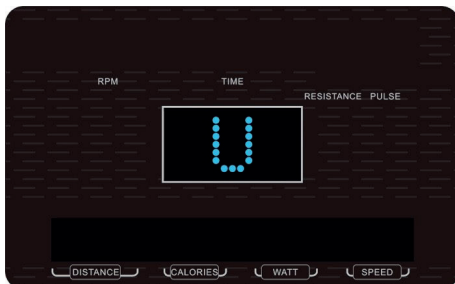 RPM TIME
RESISTANCE PULSE
U
DISTANCE CALORIES WATT SPEED